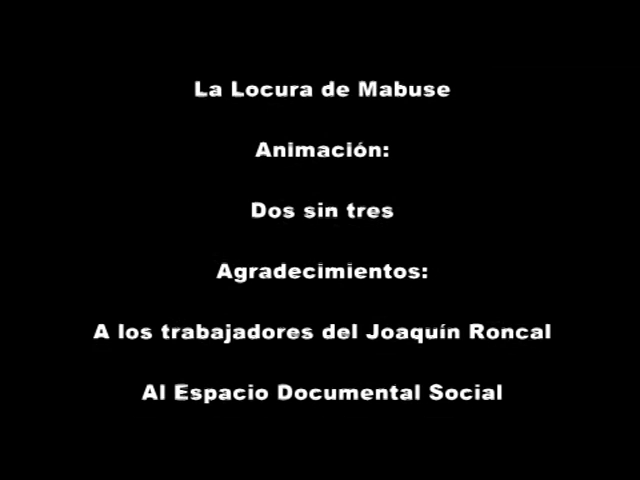 La Locura de Mabuse
Animación:
Dos sin tres
Agradecimientos:
A los trabajadores del Joaquín Roncal
Al Espacio Documental Social